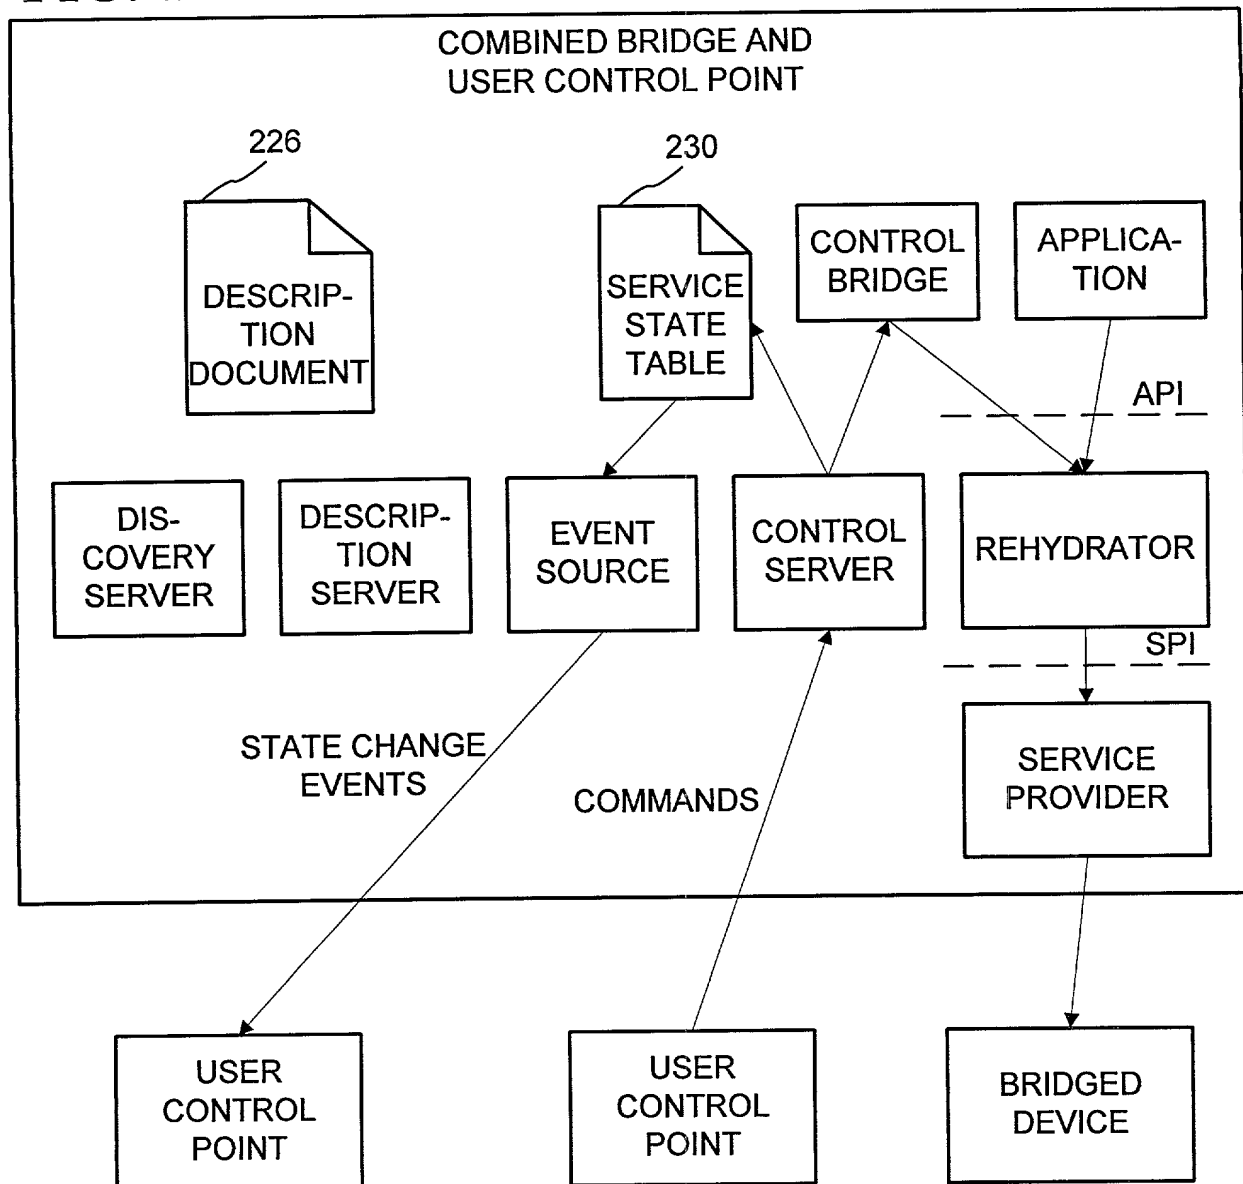 COMBINED BRIDGE AND
USER CONTROL POINT
226
230
DESCRIP-
TION
DOCUMENT
SERVICE
STATE
TABLE
CONTROL
BRIDGE
APPLICA-
TION
API
DIS-
COVERY
SERVER
DESCRIP-
TION
SERVER
EVENT
SOURCE
CONTROL
SERVER
REHYDRATOR
SPI
STATE CHANGE
EVENTS
COMMANDS
SERVICE
PROVIDER
USER
CONTROL
POINT
USER
CONTROL
POINT
BRIDGED
DEVICE